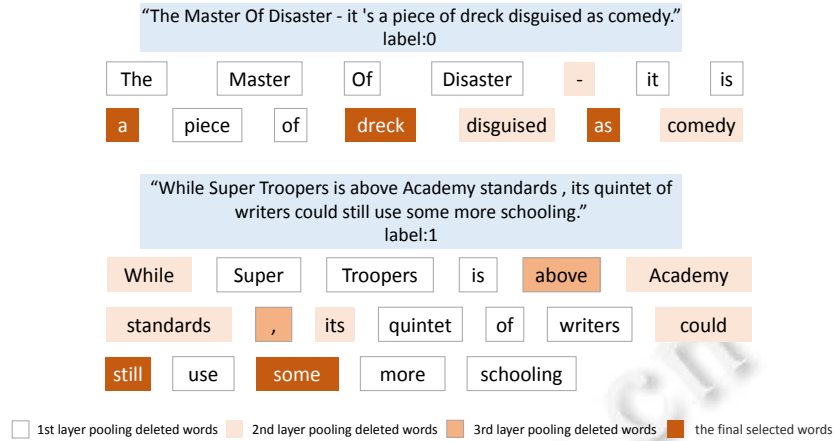 “The Master Of Disaster - it 's a piece of dreck disguised as comedy.”
label:0
The Master Of Disaster - it is
a piece of dreck disguised as comedy
“While Super Troopers is above Academy standards , its quintet of
writers could still use some more schooling.”
label:1
While Super Troopers is above Academy
standards , its quintet of writers could
still use some more schooling
1st layer pooling deleted words 2nd layer pooling deleted words 3rd layer pooling deleted words the final selected words